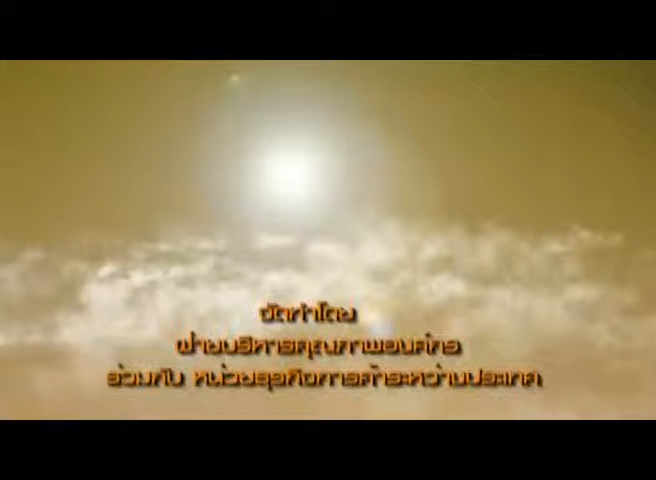 จัดทำโดย
ฝ่ายบริหารคุณภาพองค์กร
ร่วมกับ หน่วยธุรกิจการค้าระหว่างประเทศ